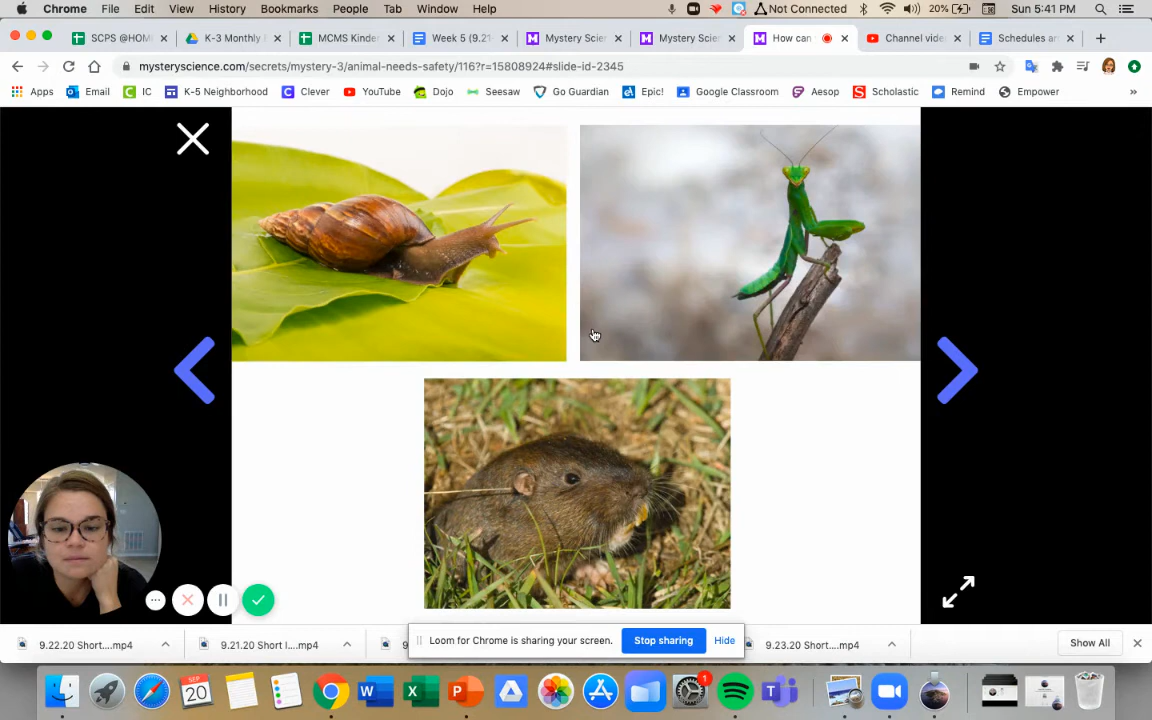 Chrome File Edit View History Bookmarks People Tab Window Help Not Connected 20% Sun 5:41 PM
SCPS @HOM K-3 Monthly MCMS Kinder Week 5 (9.21 Mystery Scie Mystery Scie How can Channel vide Schedules an
mysteryscience.com/secrets/mystery-3/animal-needs-safety/116?r=15808924#slide-id-2345
Apps Email IC K-5 Neighborhood Clever YouTube Dojo Seesaw Go Guardian Epic! Google Classroom Aesop Scholastic Remind Empower »
Loom for Chrome is sharing your screen. Stop sharing Hide
9.22.20 Short....mp4 9.21.20 Short I....mp4 9.23.20 Short....mp4 Show All
SEP
20
1